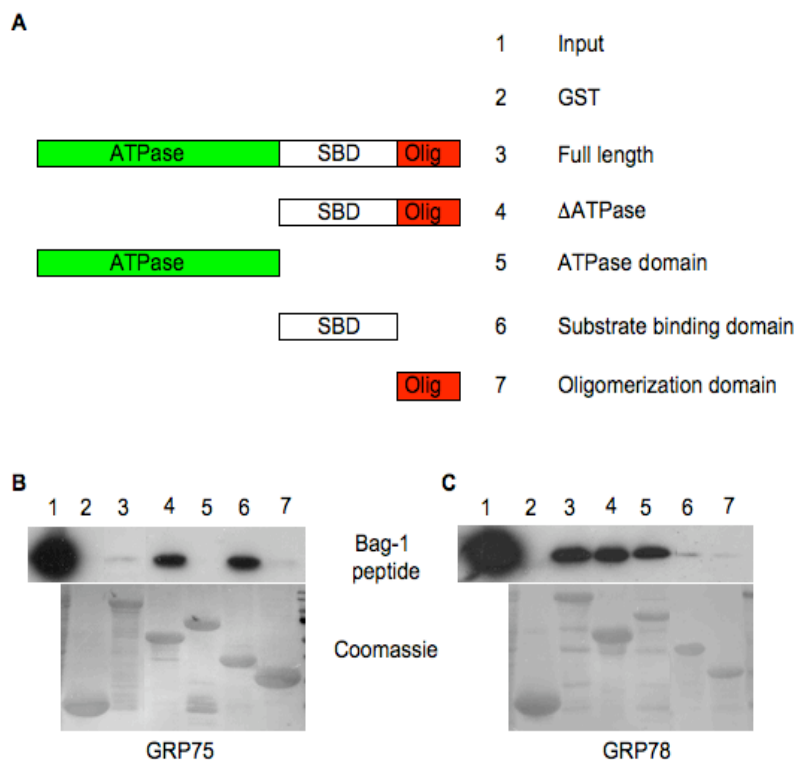 A
1 Input
2 GST
ATPase SBD Olig 3 Full length
SBD Olig 4 ΔATPase
ATPase 5 ATPase domain
SBD 6 Substrate binding domain
Olig 7 Oligomerization domain
B
1 2 3 4 5 6 7
C
1 2 3 4 5 6 7
Bag-1
peptide
Coomassie
GRP75
GRP78